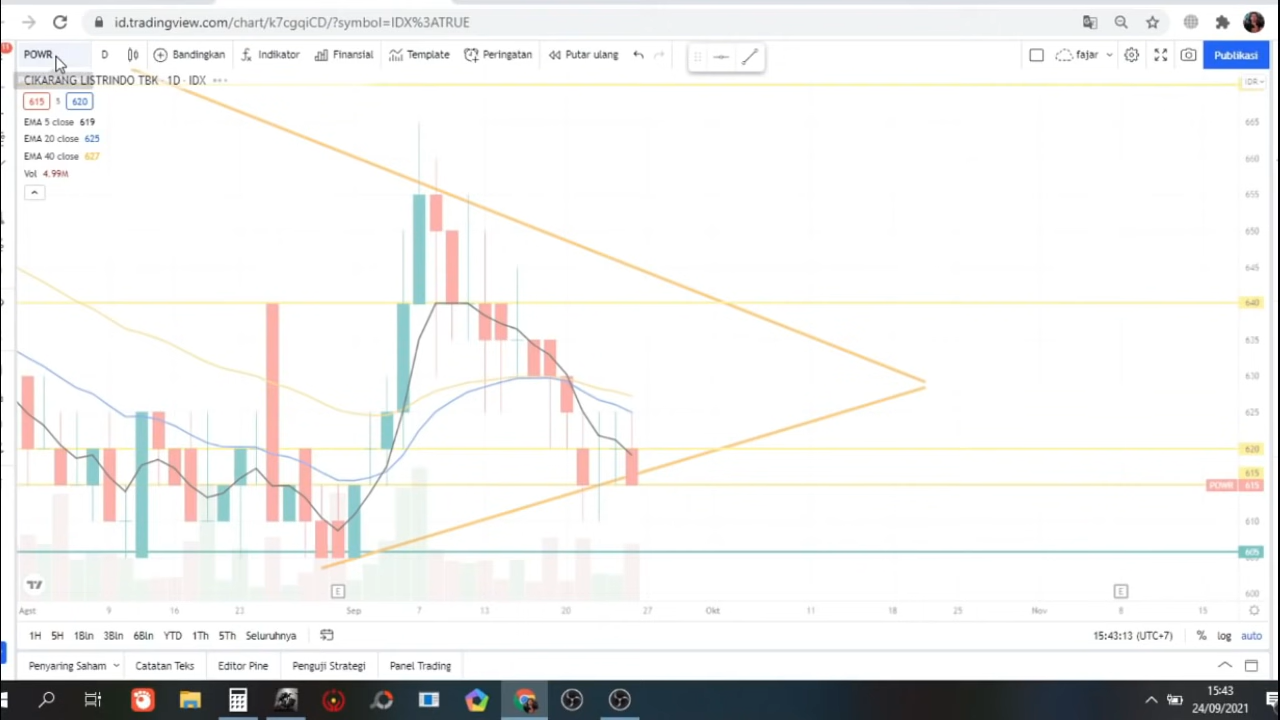 id.tradingview.com/chart/k7cgqiCD/?symbol=IDX%3ATRUE
POWR D Bandingkan Indikator Finansial Template Peringatan Putar ulang fajar Publikasi
CIKARANG LISTRINDO TBK · 1D · IDX
IDR
615 5 620
EMA 5 close 619
EMA 20 close 625
EMA 40 close 627
Vol 4.99M
665
660
655
650
645
640
635
630
625
620
615
POWR 615
610
605
600
E E
Agst 9 16 23 Sep 7 13 20 27 Okt 11 18 25 Nov 8 15
1H 5H 1Bln 3Bln 6Bln YTD 1Th 5Th Seluruhnya 15:43:13 (UTC+7) % log auto
Penyaring Saham Catatan Teks Editor Pine Penguji Strategi Panel Trading
15:43
24/09/2021